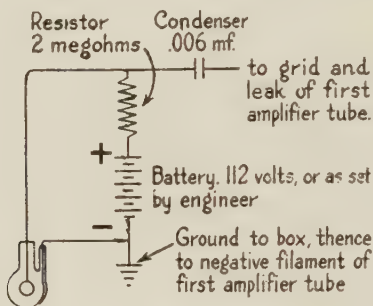 Resistor
2 megohms
Condenser
.006 mf.
to grid and
leak of first
amplifier tube.
+
Battery. 112 volts, or as set
by engineer
−
Ground to box, thence
to negative filament of
first amplifier tube